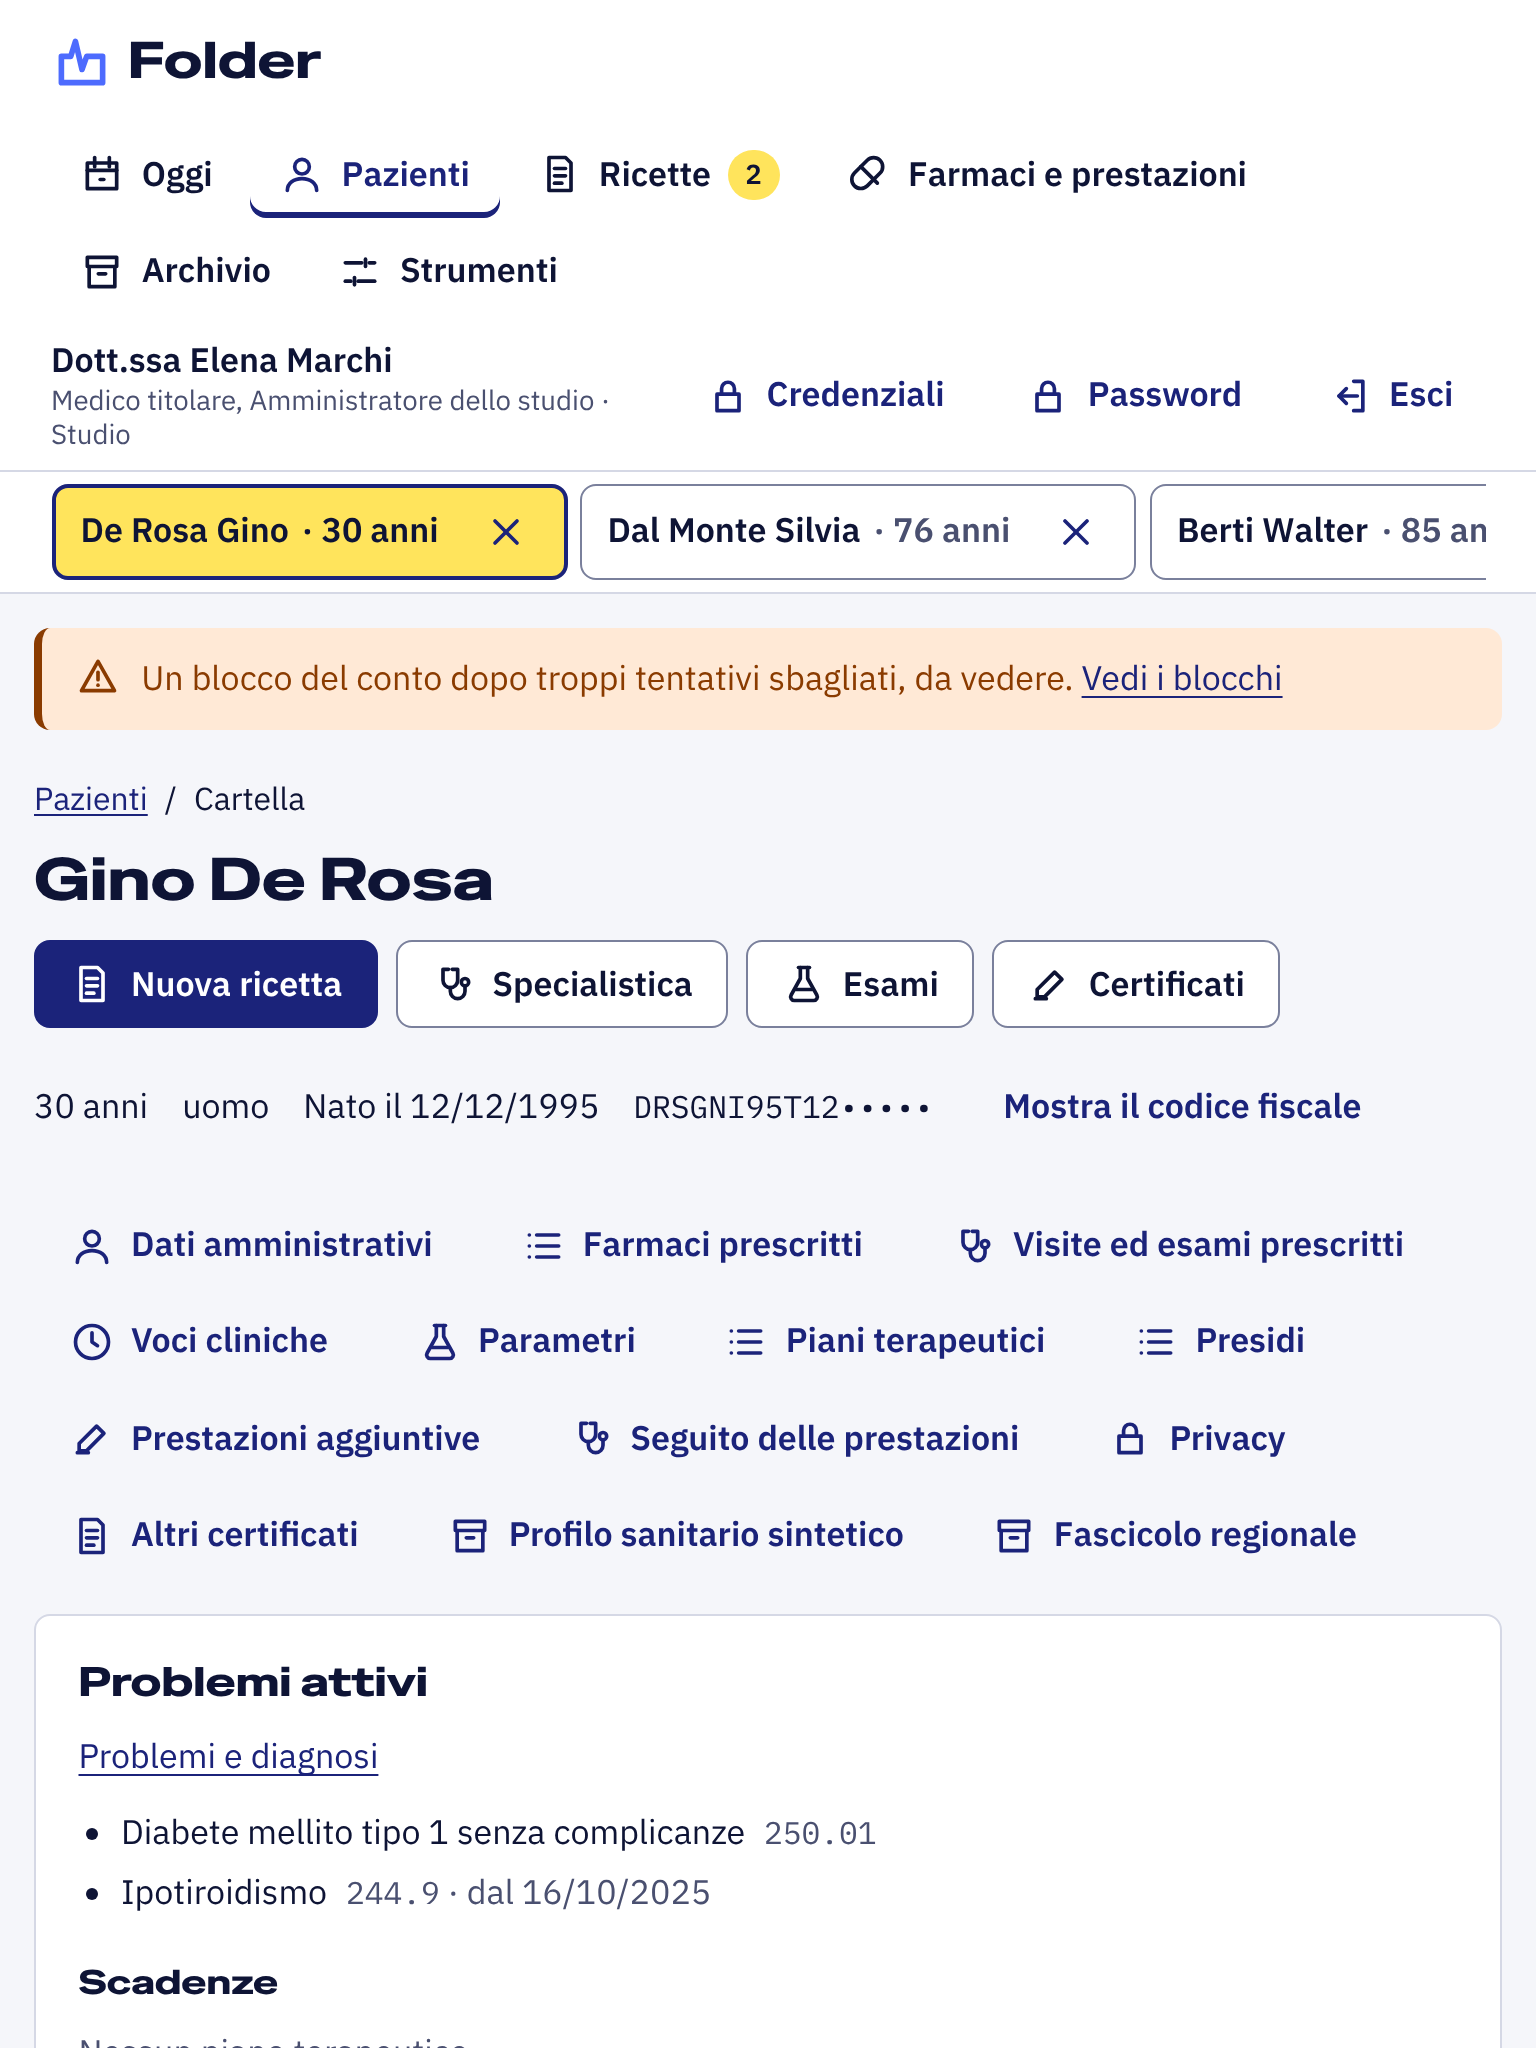 Folder
Oggi Pazienti Ricette 2 Farmaci e prestazioni
Archivio Strumenti
Dott.ssa Elena Marchi
Medico titolare, Amministratore dello studio ·
Studio
Credenziali Password Esci
De Rosa Gino · 30 anni Dal Monte Silvia · 76 anni Berti Walter · 85 an
Un blocco del conto dopo troppi tentativi sbagliati, da vedere. Vedi i blocchi
Pazienti / Cartella
Gino De Rosa
Nuova ricetta Specialistica Esami Certificati
30 anni uomo Nato il 12/12/1995 DRSGNI95T12••••• Mostra il codice fiscale
Dati amministrativi Farmaci prescritti Visite ed esami prescritti
Voci cliniche Parametri Piani terapeutici Presidi
Prestazioni aggiuntive Seguito delle prestazioni Privacy
Altri certificati Profilo sanitario sintetico Fascicolo regionale
Problemi attivi
Problemi e diagnosi
• Diabete mellito tipo 1 senza complicanze 250.01
• Ipotiroidismo 244.9 · dal 16/10/2025
Scadenze
Nessun piano terapeutico